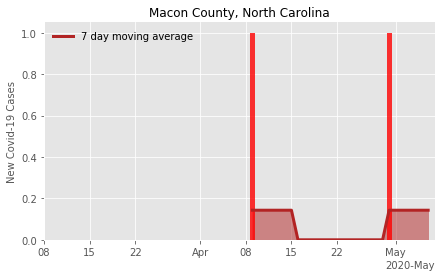 Macon County, North Carolina
7 day moving average
New Covid-19 Cases
1.0
0.8
0.6
0.4
0.2
0.0
08 15 22 Apr 08 15 22 May
2020-May